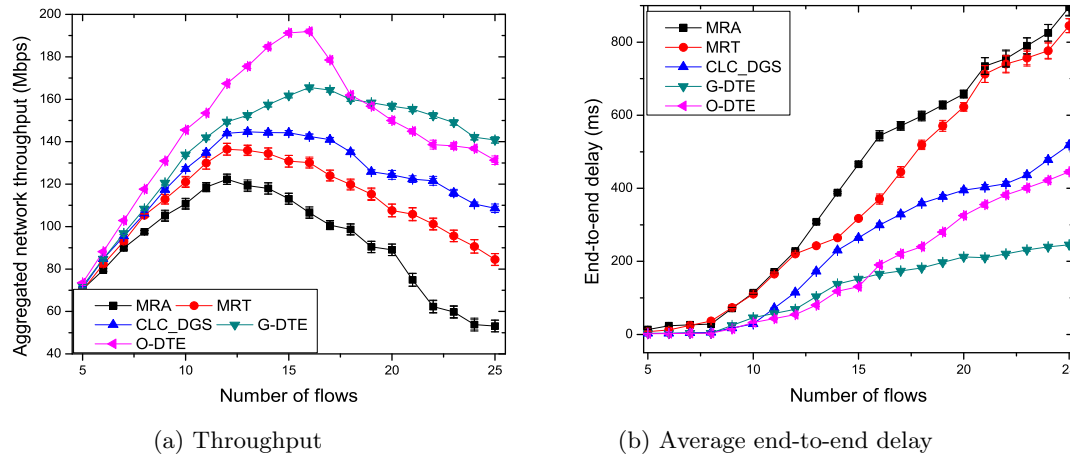 200
180
160
140
120
100
80
60
40
Aggregated network throughput (Mbps)
MRA
MRT
CLC_DGS
G-DTE
O-DTE
5
10
15
20
25
Number of flows
(a) Throughput
800
600
400
200
0
End-to-end delay (ms)
MRA
MRT
CLC_DGS
G-DTE
O-DTE
5
10
15
20
25
Number of flows
(b) Average end-to-end delay